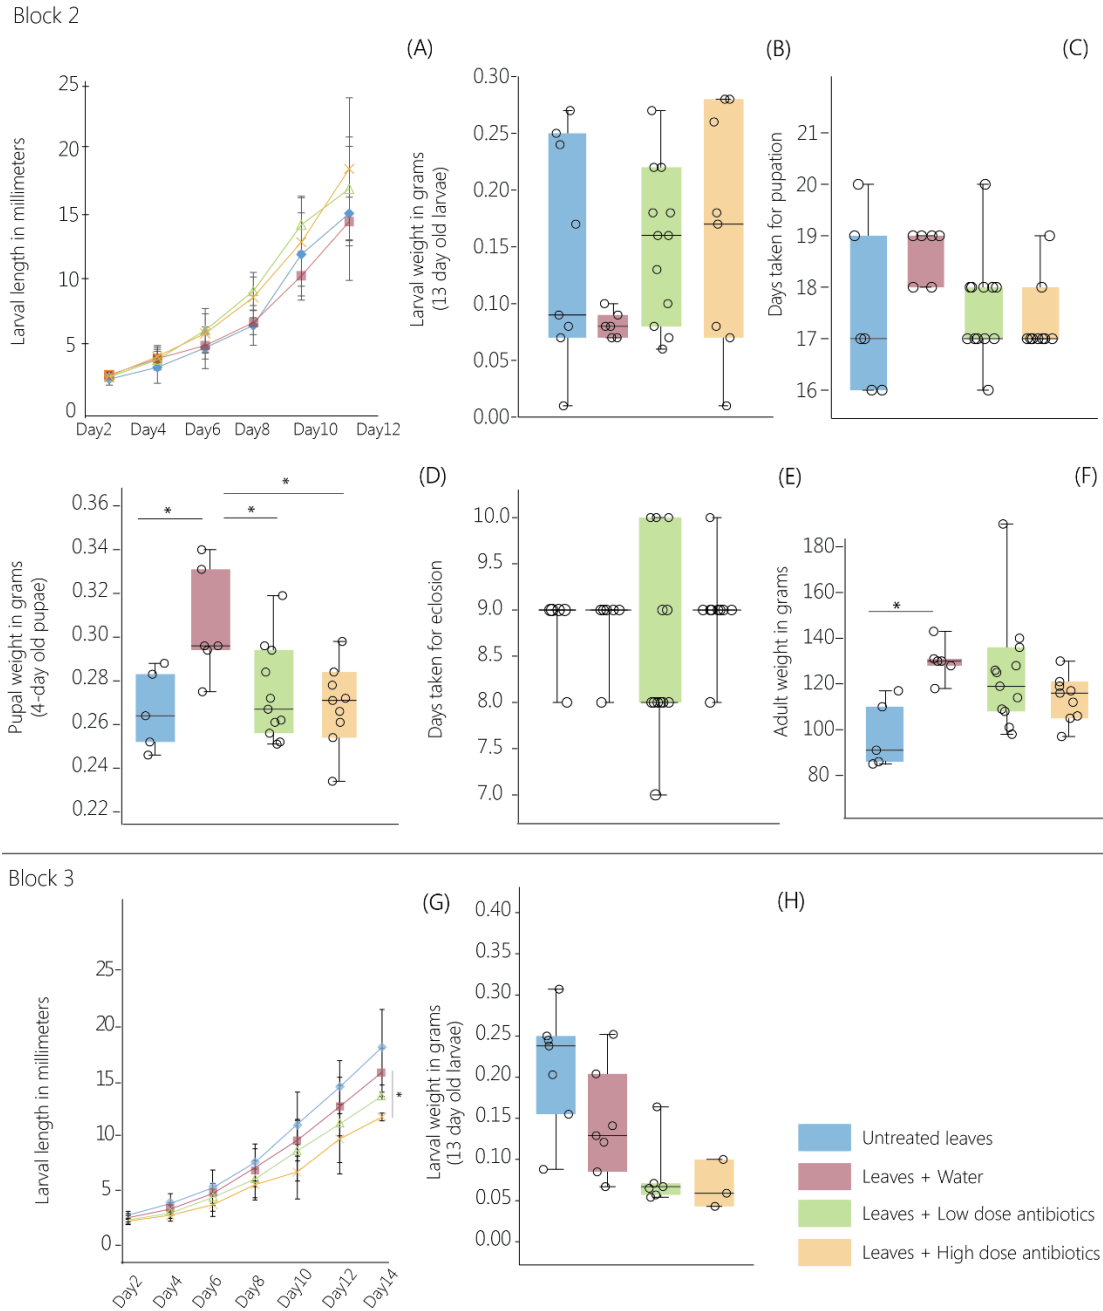 Block 2
(A)
Larval length in millimeters
25
20
15
10
5
0
Day2 Day4 Day6 Day8 Day10 Day12
(B)
Larval weight in grams
(13 day old larvae)
0.30
0.25
0.20
0.15
0.10
0.05
0.00
(C)
Days taken for pupation
21
20
19
18
17
16
(D)
Pupal weight in grams
(4-day old pupae)
0.36
0.34
0.32
0.30
0.28
0.26
0.24
0.22
*
*
*
(E)
Days taken for eclosion
10.0
9.5
9.0
8.5
8.0
7.5
7.0
(F)
Adult weight in grams
180
160
140
120
100
80
*
Block 3
(G)
Larval length in millimeters
25
20
15
10
5
0
*
Day2 Day4 Day6 Day8 Day10 Day12 Day14
(H)
Larval weight in grams
(13 day old larvae)
0.40
0.35
0.30
0.25
0.20
0.15
0.10
0.05
0.00
Untreated leaves
Leaves + Water
Leaves + Low dose antibiotics
Leaves + High dose antibiotics